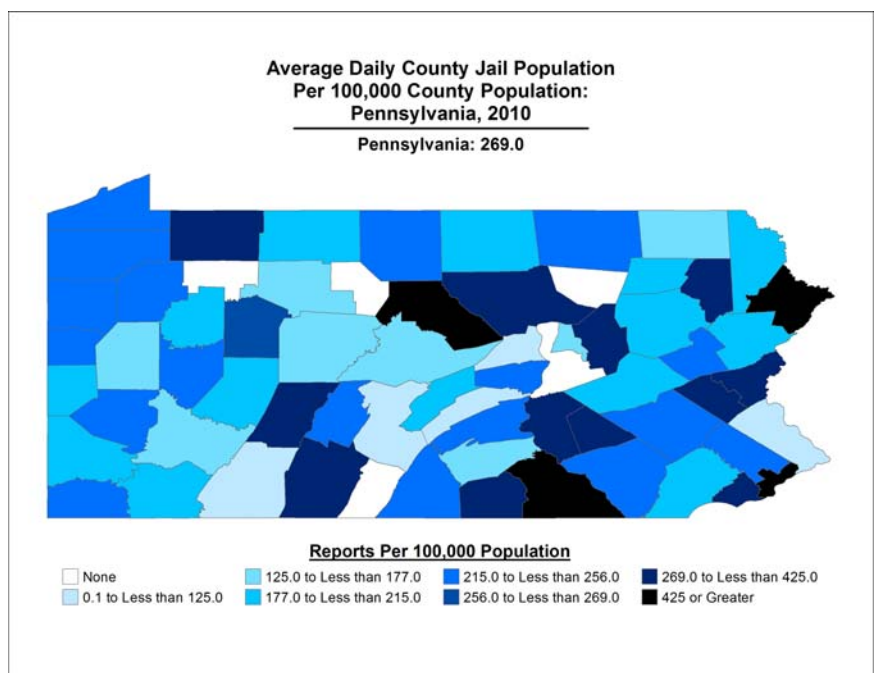 Average Daily County Jail Population
Per 100,000 County Population:
Pennsylvania, 2010
Pennsylvania: 269.0
Reports Per 100,000 Population
None
125.0 to Less than 177.0
215.0 to Less than 256.0
269.0 to Less than 425.0
0.1 to Less than 125.0
177.0 to Less than 215.0
256.0 to Less than 269.0
425 or Greater